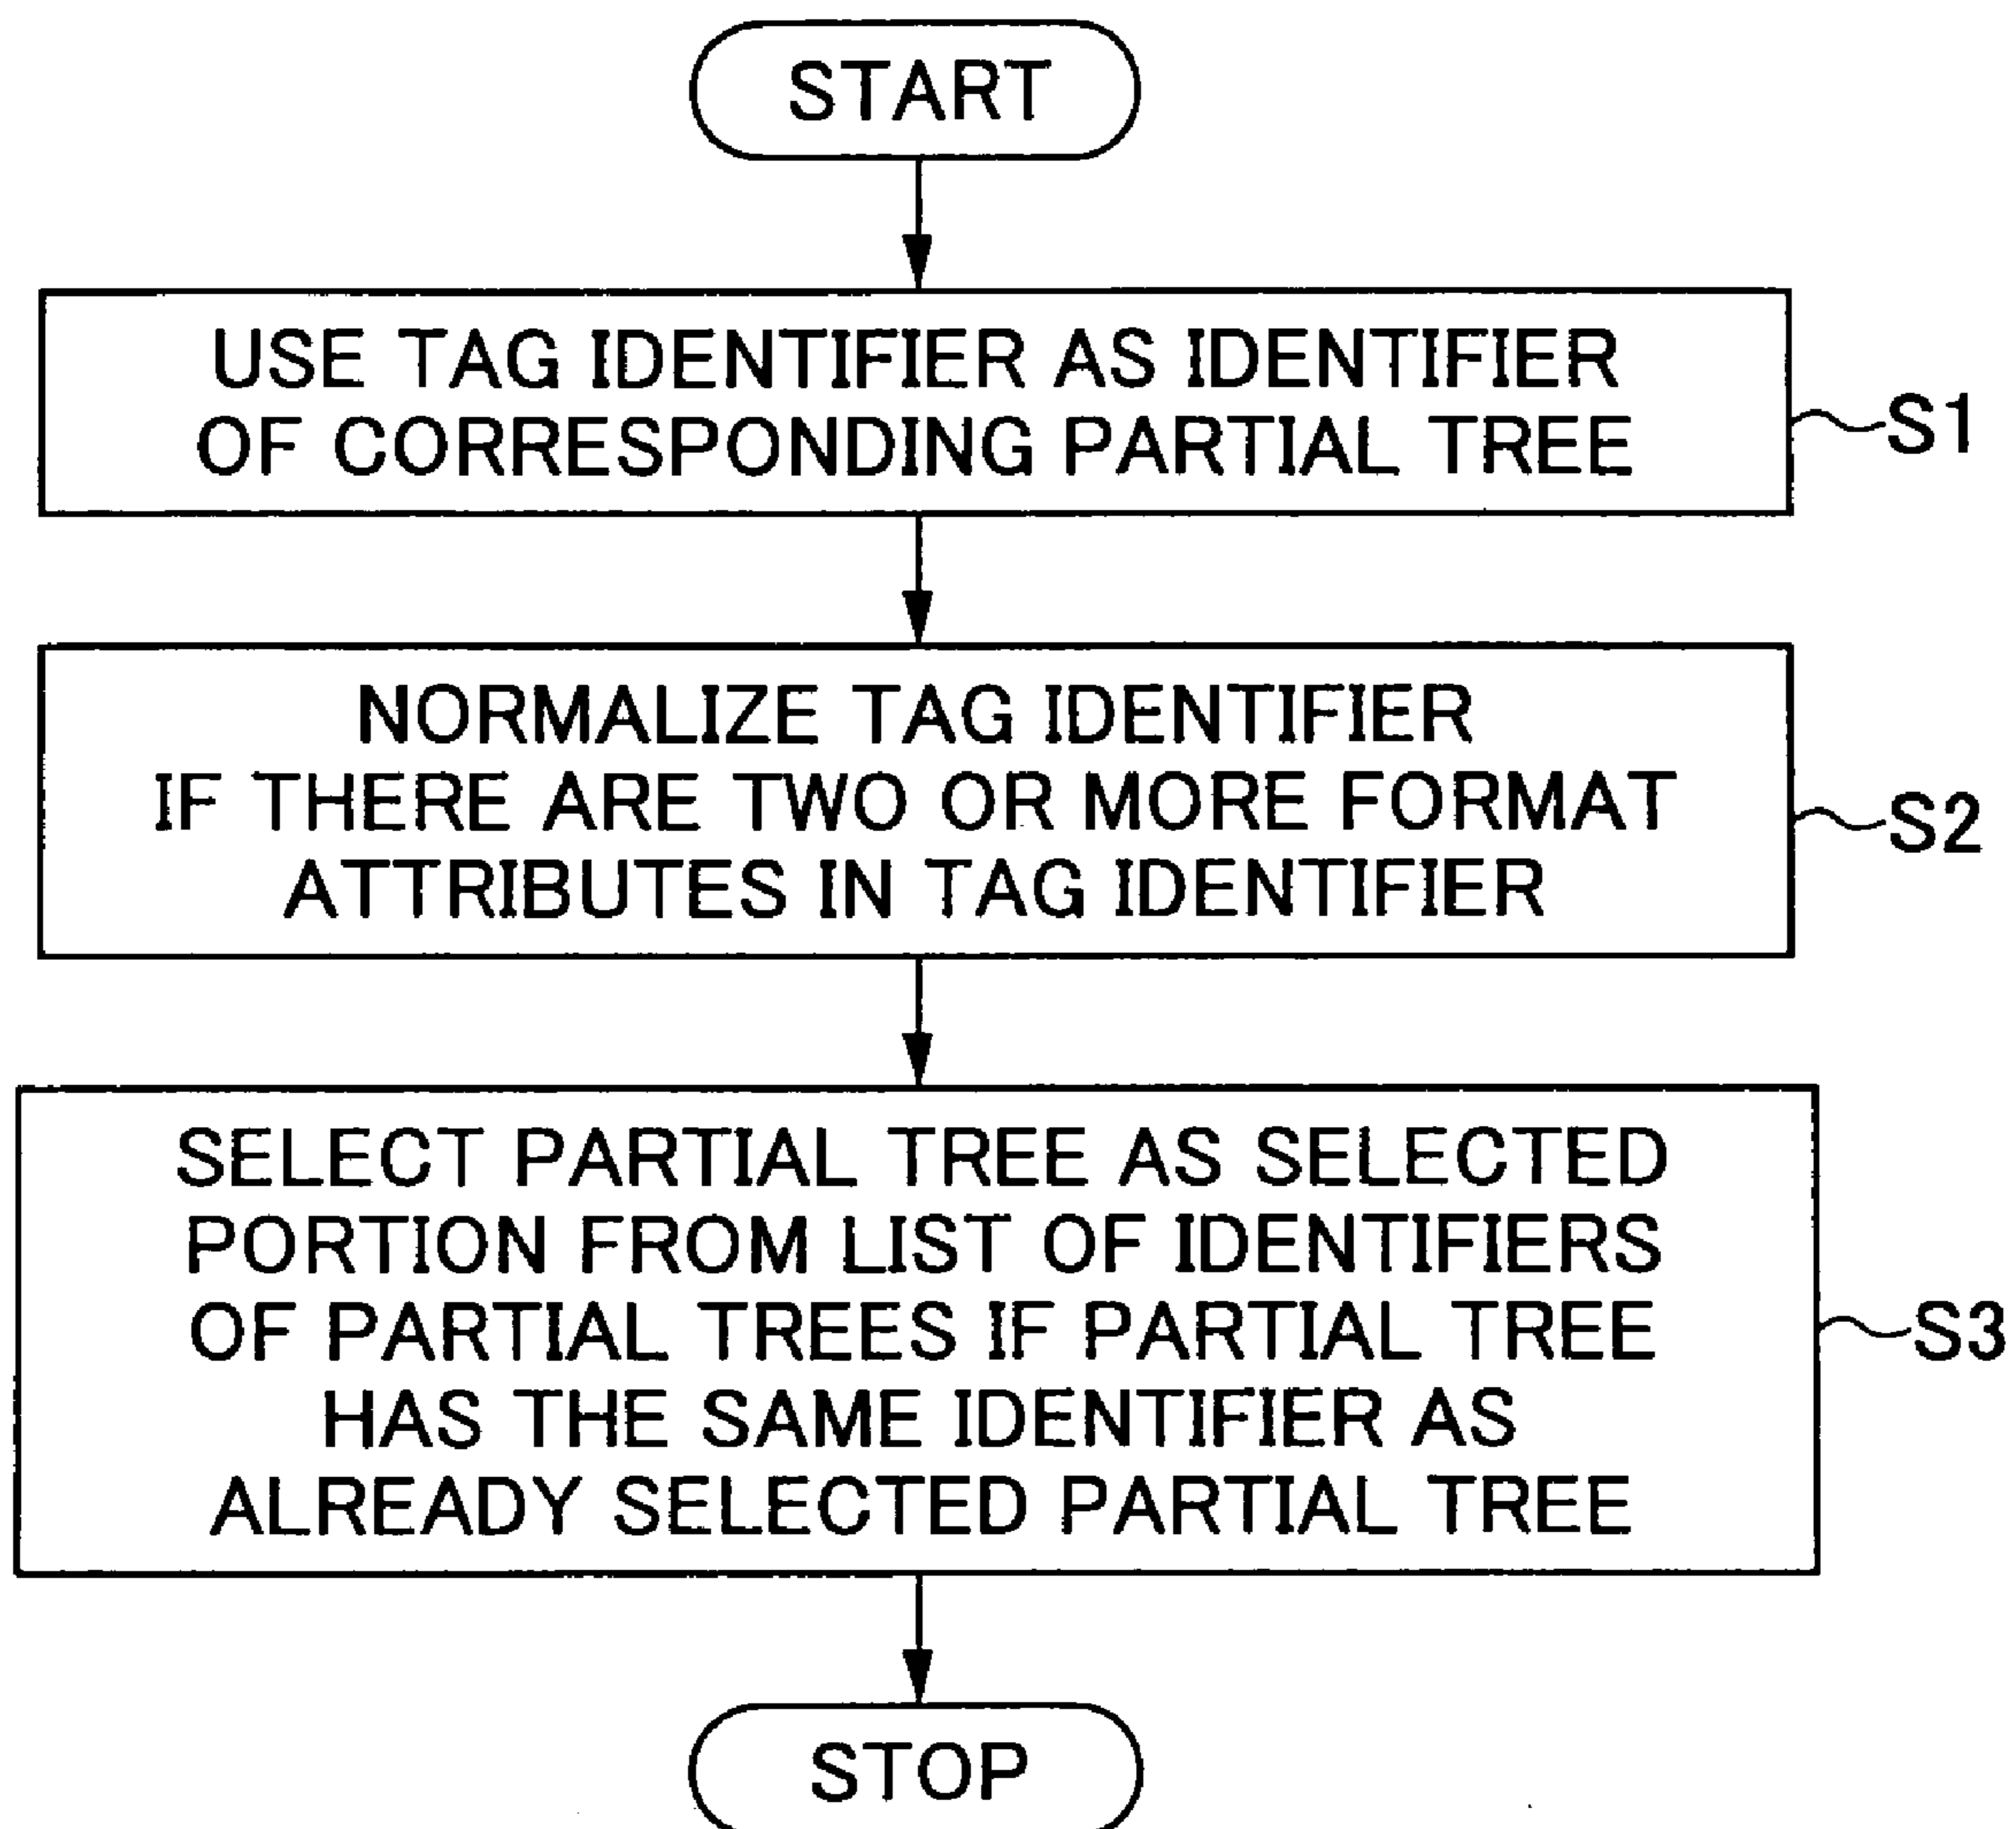 START
USE TAG IDENTIFIER AS IDENTIFIER
OF CORRESPONDING PARTIAL TREE
S1
NORMALIZE TAG IDENTIFIER
IF THERE ARE TWO OR MORE FORMAT
ATTRIBUTES IN TAG IDENTIFIER
S2
SELECT PARTIAL TREE AS SELECTED
PORTION FROM LIST OF IDENTIFIERS
OF PARTIAL TREES IF PARTIAL TREE
HAS THE SAME IDENTIFIER AS
ALREADY SELECTED PARTIAL TREE
S3
STOP